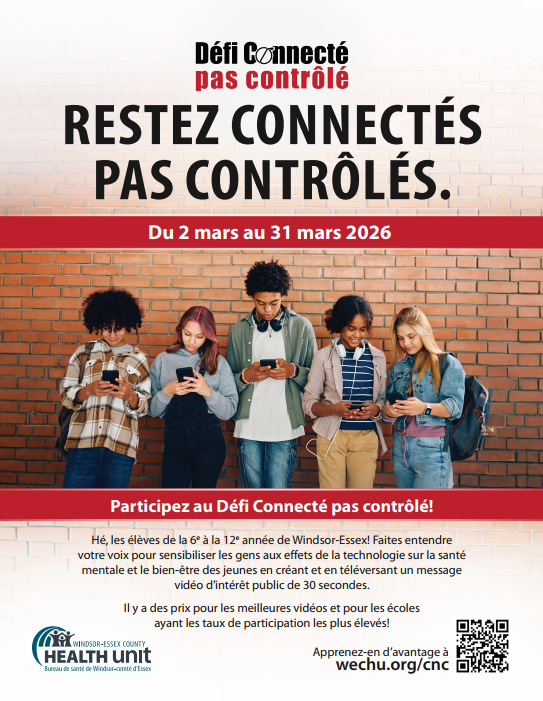 Défi Connecté
pas contrôlé
RESTEZ CONNECTÉS
PAS CONTRÔLÉS.
Du 2 mars au 31 mars 2026
Participez au Défi Connecté pas contrôlé!
Hé, les élèves de la 6e à la 12e année de Windsor-Essex! Faites entendre
votre voix pour sensibiliser les gens aux effets de la technologie sur la santé
mentale et le bien-être des jeunes en créant et en téléversant un message
vidéo d'intérêt public de 30 secondes.
Il y a des prix pour les meilleures vidéos et pour les écoles
ayant les taux de participation les plus élevés!
WINDSOR-ESSEX COUNTY
HEALTH unit
Bureau de santé de Windsor-comté d'Essex
Apprenez-en d'avantage à
wechu.org/cnc